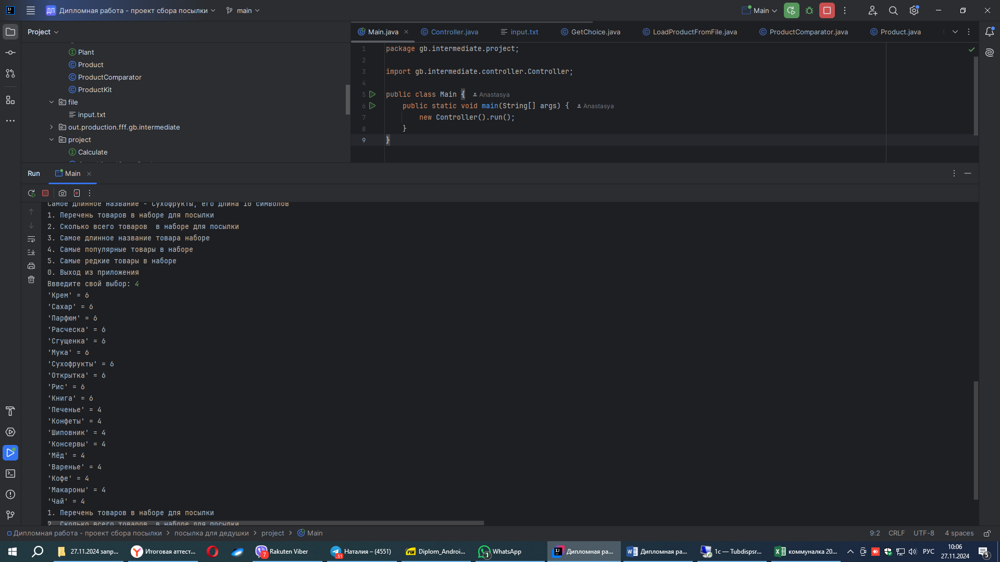 ДП Дипломная работа - проект сбора посылки main Main
Project
Main.java Controller.java input.txt GetChoice.java LoadProductFromFile.java ProductComparator.java Product.java
Plant
Product
ProductComparator
ProductKit
file
input.txt
out.production.fff.gb.intermediate
project
Calculate
1 package gb.intermediate.project;
2
3 import gb.intermediate.controller.Controller;
4
5 public class Main { Anastasya
6 public static void main(String[] args) { Anastasya
7 new Controller().run();
8 }
9 }
Run Main
Самое длинное название - Сухофрукты, его длина 10 символов
1. Перечень товаров в наборе для посылки
2. Сколько всего товаров  в наборе для посылки
3. Самое длинное название товара наборе
4. Самые популярные товары в наборе
5. Самые редкие товары в наборе
0. Выход из приложения
Ввведите свой выбор: 4
'Крем' = 6
'Сахар' = 6
'Парфюм' = 6
'Расческа' = 6
'Сгущенка' = 6
'Мука' = 6
'Сухофрукты' = 6
'Открытка' = 6
'Рис' = 6
'Книга' = 6
'Печенье' = 4
'Конфеты' = 4
'Шиповник' = 4
'Консервы' = 4
'Мёд' = 4
'Варенье' = 4
'Кофе' = 4
'Макароны' = 4
'Чай' = 4
1. Перечень товаров в наборе для посылки
2. Сколько всего товаров  в наборе для посылки
Дипломная работа - проект сбора посылки > посылка для дедушки > project > Main 9:2 CRLF UTF-8 4 spaces
27.11.2024 запр... Итоговая аттест... 7 Rakuten Viber ..51 Наталия – (4551) PDF Diplom_Androi... 1 WhatsApp Дипломная ра... Дипломная ра... 1c — Tubdispsr... коммуналка 20... РУС 10:06
27.11.2024 5